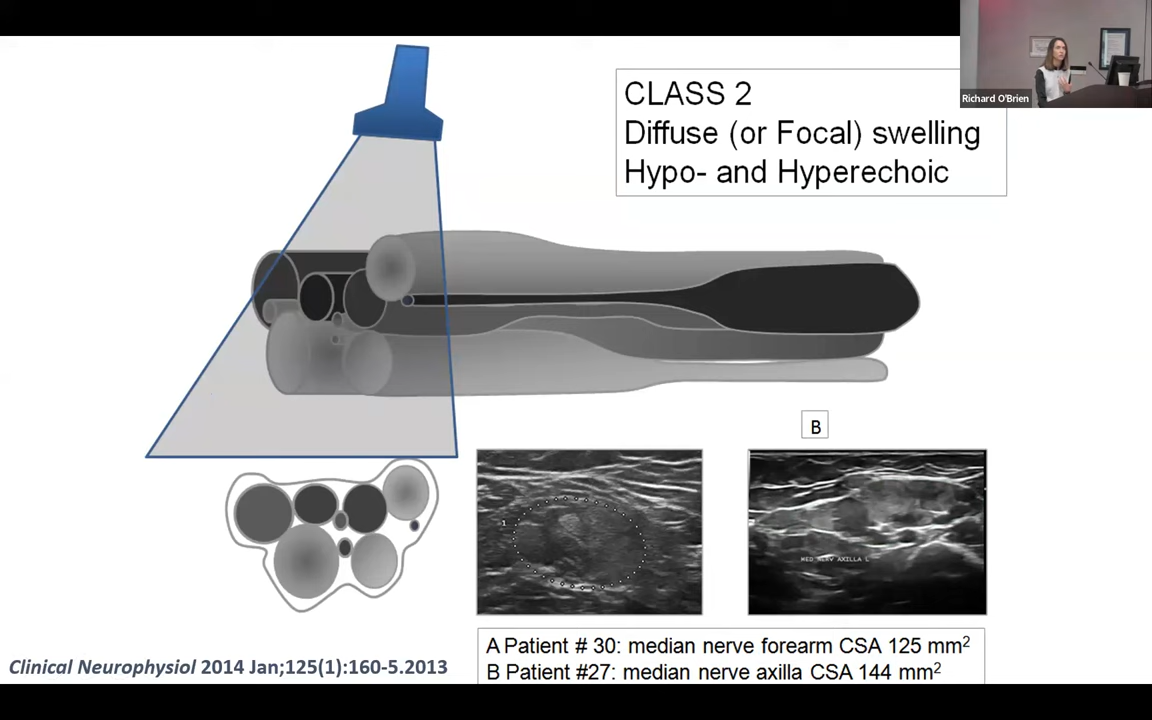 CLASS 2
Diffuse (or Focal) swelling
Hypo- and Hyperechoic
Richard O'Brien
B
1
MED NERV AXILLA L
A Patient # 30: median nerve forearm CSA 125 mm²
B Patient #27: median nerve axilla CSA 144 mm²
Clinical Neurophysiol 2014 Jan;125(1):160-5.2013